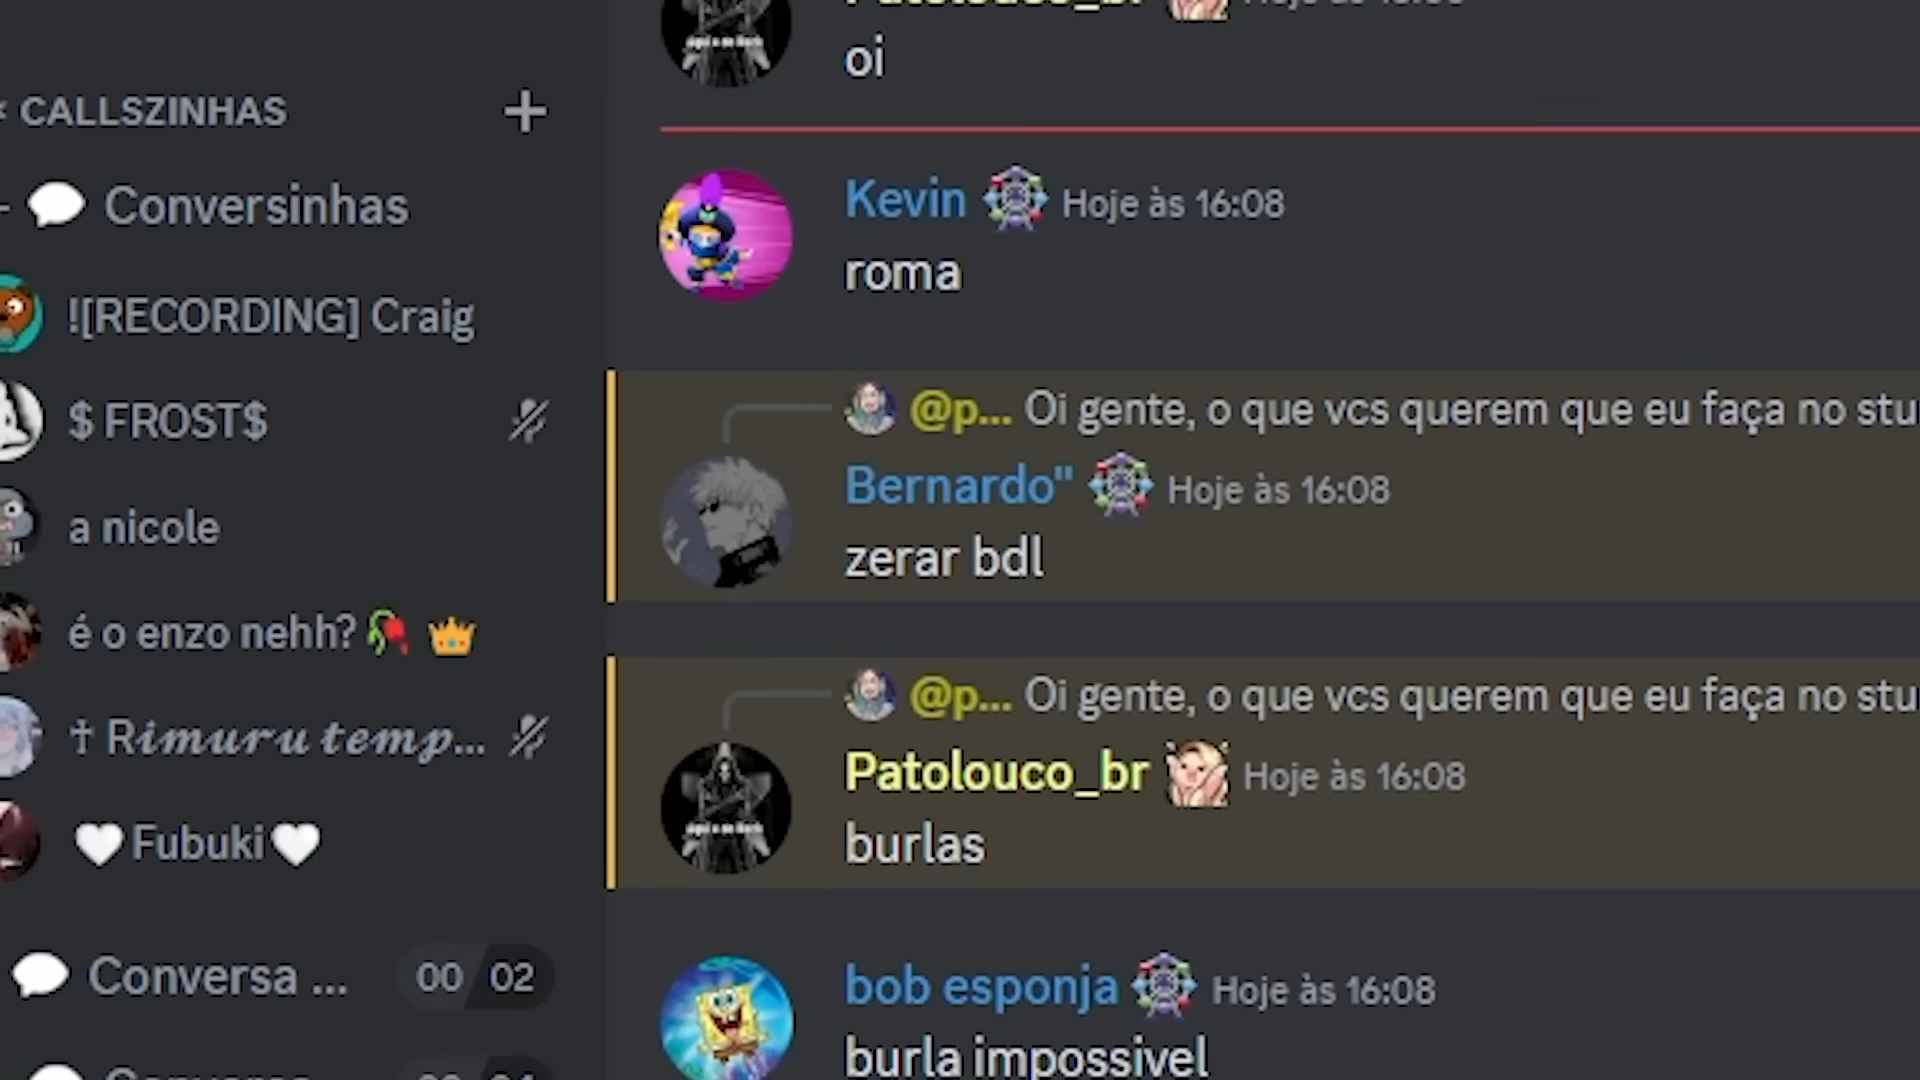 CALLSZINHAS
Conversinhas
![RECORDING] Craig
$ FROST$
a nicole
é o enzo nehh?
† R𝓲𝓶𝓾𝓻𝓾 𝓽𝓮𝓶𝓹...
🤍Fubuki🤍
Conversa ... 00 02
Patolouco_br
oi
Kevin Hoje às 16:08
roma
@p... Oi gente, o que vcs querem que eu faça no stu
Bernardo" Hoje às 16:08
zerar bdl
@p... Oi gente, o que vcs querem que eu faça no stu
Patolouco_br Hoje às 16:08
burlas
bob esponja Hoje às 16:08
burla impossivel